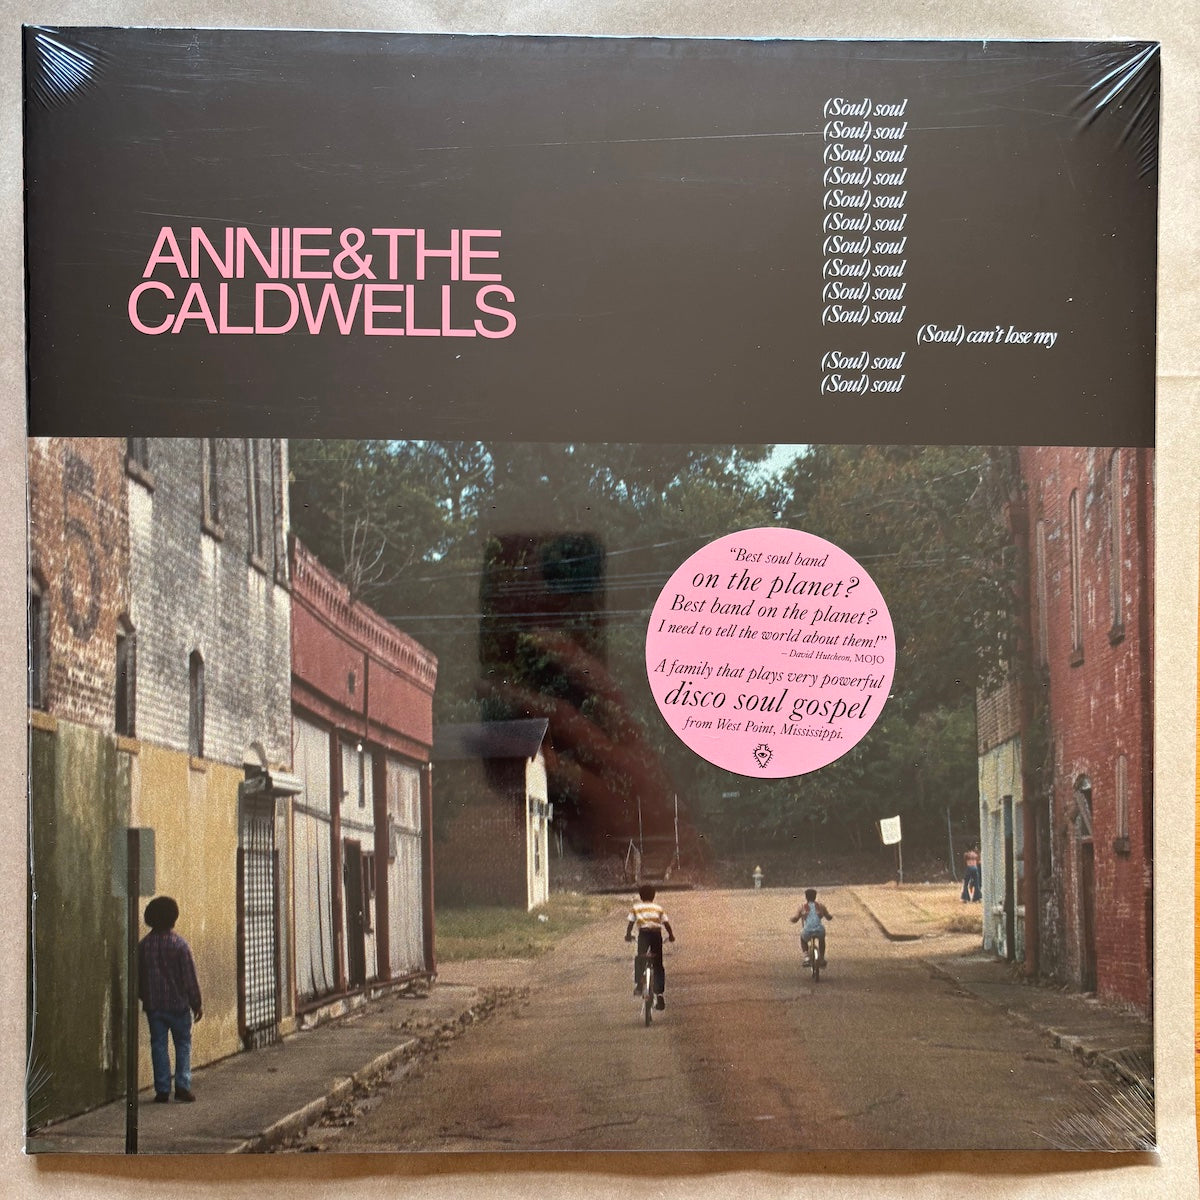 ANNIE&THE
CALDWELLS
(Soul) soul
(Soul) soul
(Soul) soul
(Soul) soul
(Soul) soul
(Soul) soul
(Soul) soul
(Soul) soul
(Soul) soul
(Soul) soul
(Soul) can't lose my
(Soul) soul
(Soul) soul
“Best soul band
on the planet?
Best band on the planet?
I need to tell the world about them!”
– David Hutcheon, MOJO
A family that plays very powerful
disco soul gospel
from West Point, Mississippi.